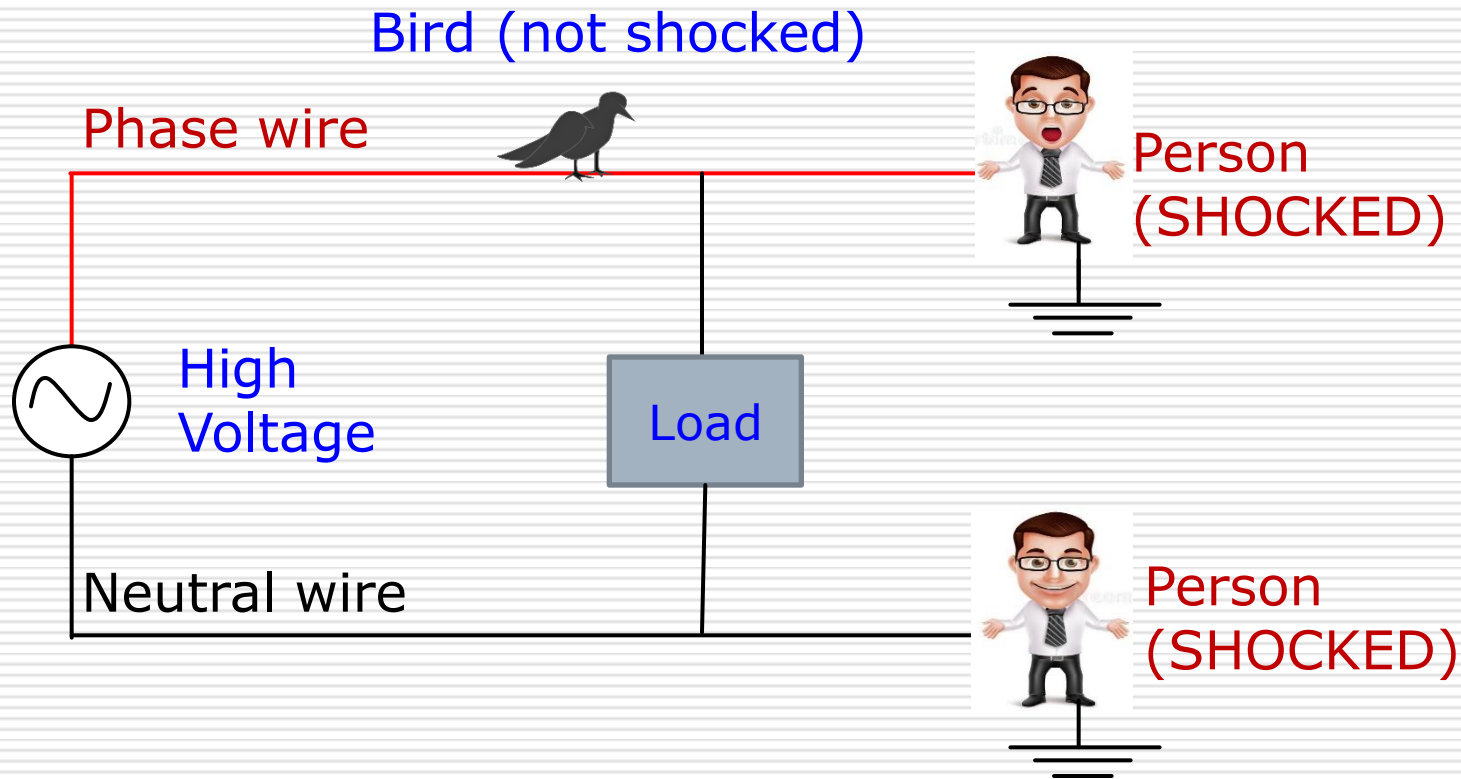 Bird (not shocked)
Phase wire
Person
(SHOCKED)
High
Voltage
Load
Neutral wire
Person
(SHOCKED)